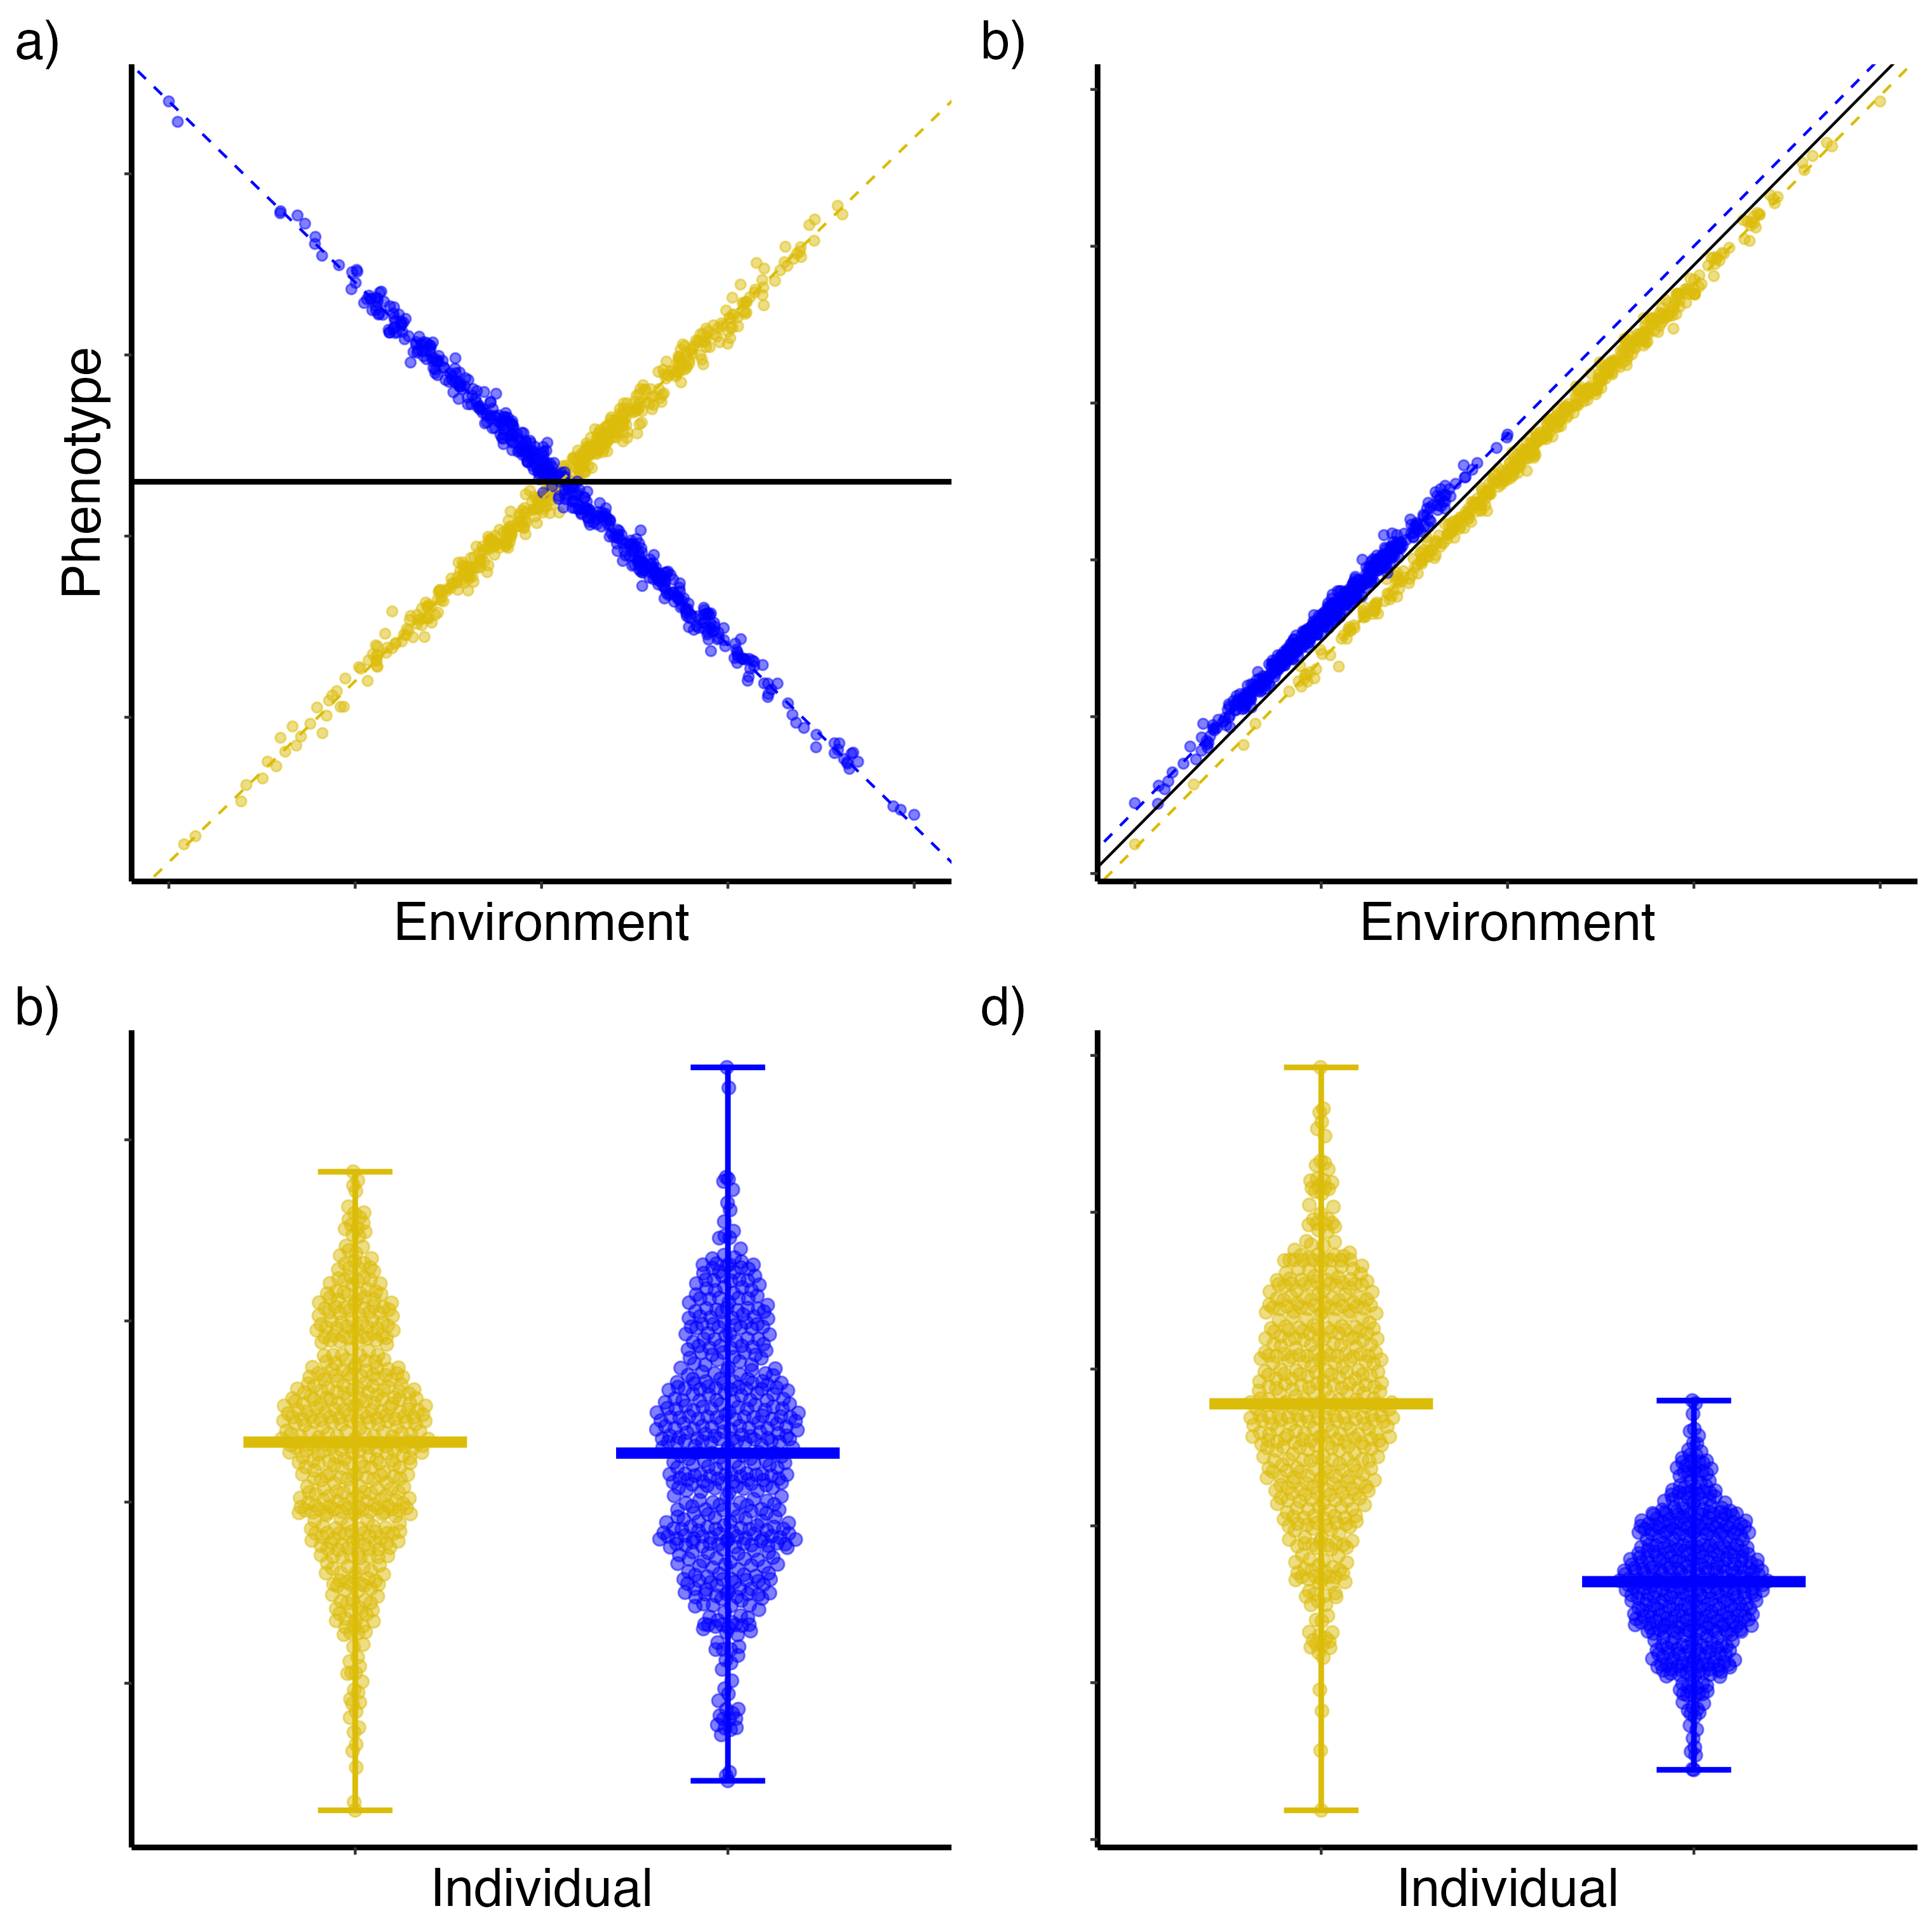 a)
b)
Phenotype
Environment
Environment
b)
d)
Individual
Individual